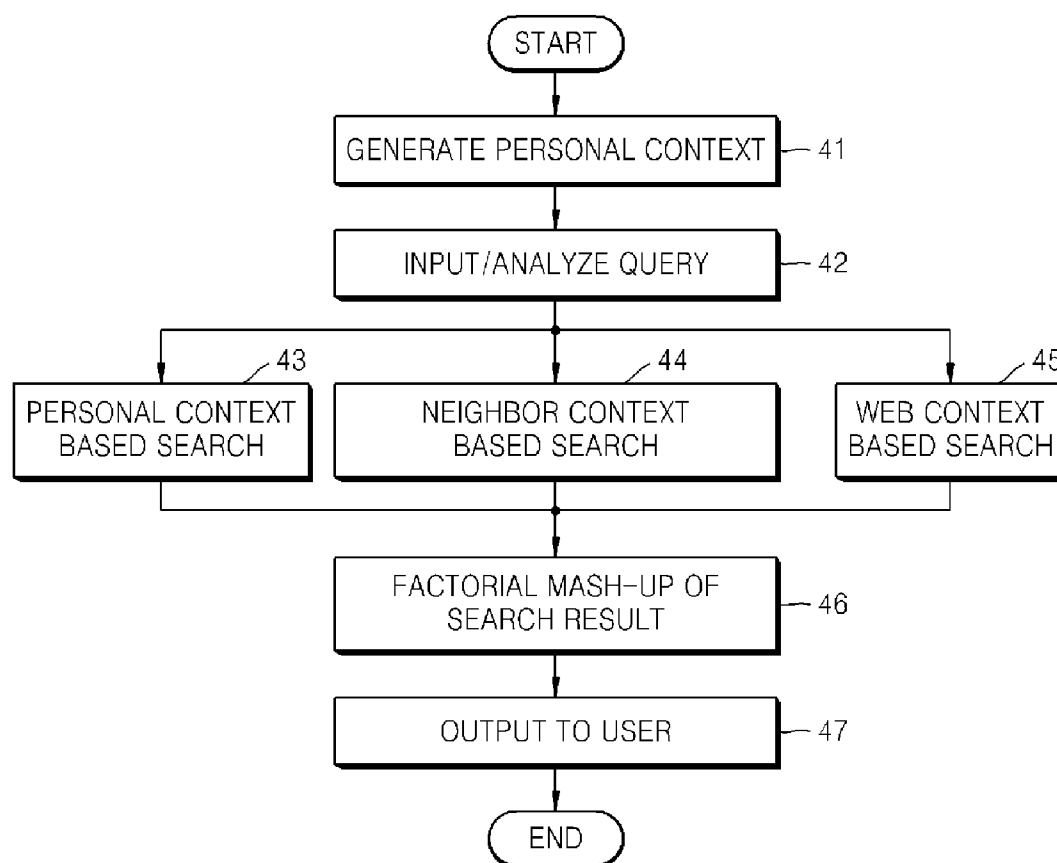 START
GENERATE PERSONAL CONTEXT
41
INPUT/ANALYZE QUERY
42
43
44
45
PERSONAL CONTEXT
BASED SEARCH
NEIGHBOR CONTEXT
BASED SEARCH
WEB CONTEXT
BASED SEARCH
FACTORIAL MASH-UP OF
SEARCH RESULT
46
OUTPUT TO USER
47
END